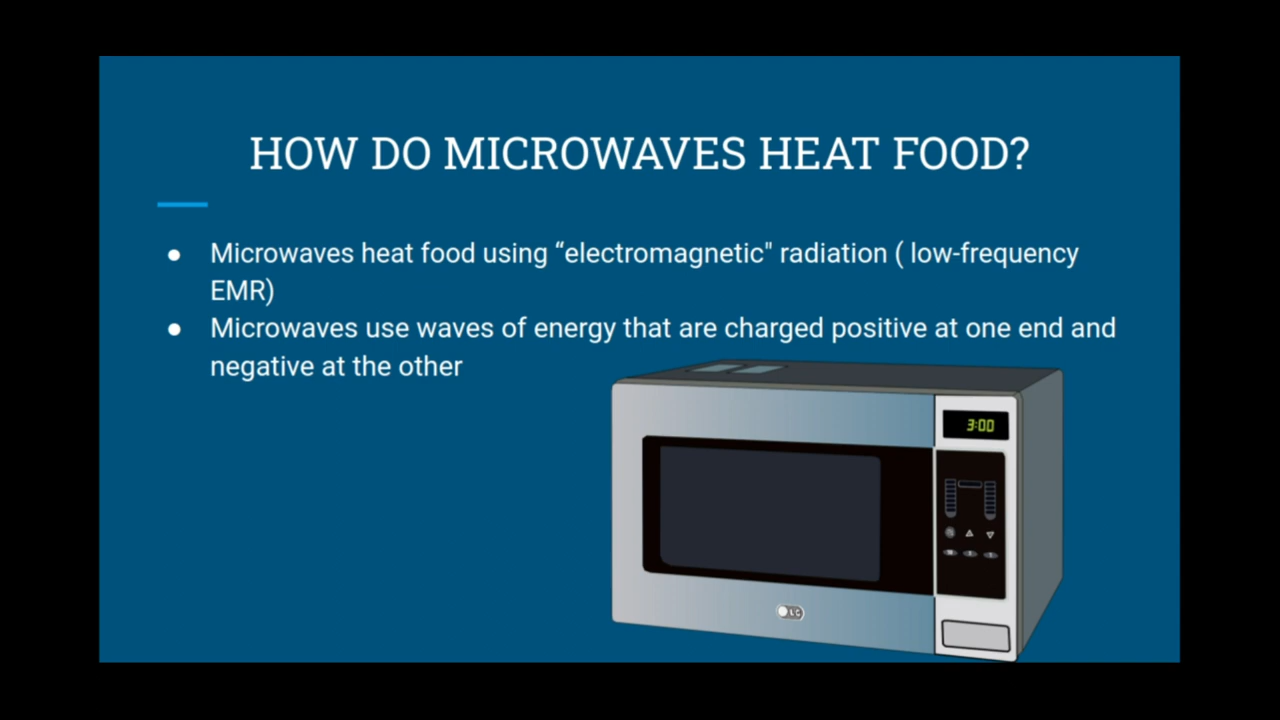 HOW DO MICROWAVES HEAT FOOD?
● Microwaves heat food using “electromagnetic" radiation ( low-frequency
EMR)
● Microwaves use waves of energy that are charged positive at one end and
negative at the other
3:00
LG